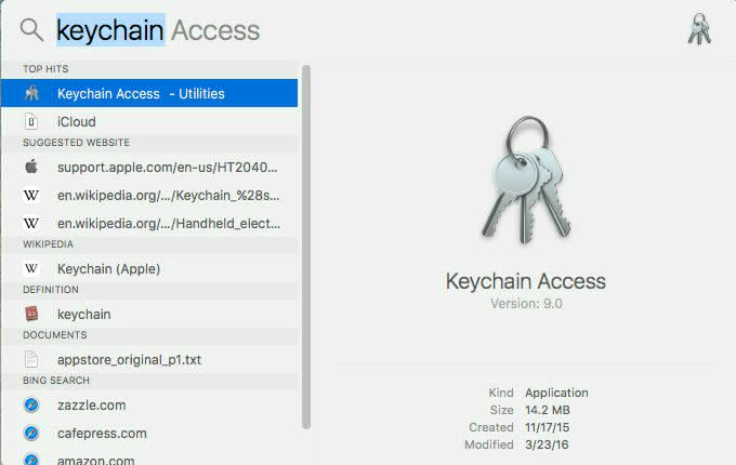 keychain Access
TOP HITS
Keychain Access - Utilities
iCloud
SUGGESTED WEBSITE
support.apple.com/en-us/HT2040...
en.wikipedia.org/.../Keychain_%28s...
en.wikipedia.org/.../Handheld_elect...
WIKIPEDIA
Keychain (Apple)
DEFINITION
keychain
DOCUMENTS
appstore_original_p1.txt
BING SEARCH
zazzle.com
cafepress.com
amazon.com
Keychain Access
Version: 9.0
Kind Application
Size 14.2 MB
Created 11/17/15
Modified 3/23/16